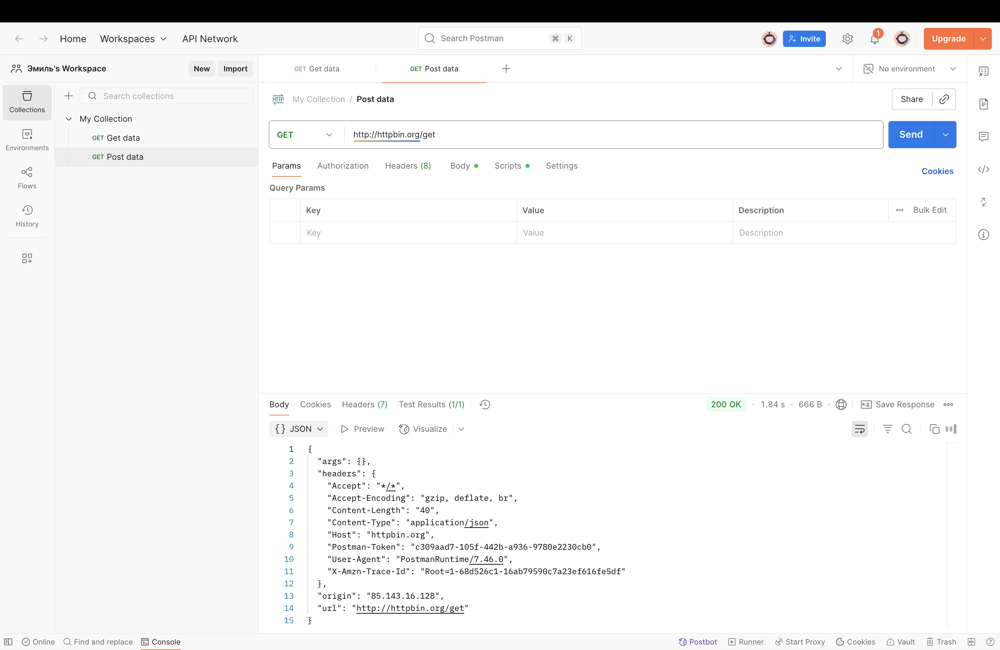 Home Workspaces API Network Search Postman ⌘ K Invite 1 Upgrade
Эмиль's Workspace New Import
GET Get data GET Post data No environment
Collections
Search collections
My Collection
GET Get data
GET Post data
Environments
Flows
History
HTTP My Collection / Post data Share
GET http://httpbin.org/get Send
Params Authorization Headers (8) Body Scripts Settings Cookies
Query Params
Key Value Description Bulk Edit
Key Value Description
Body Cookies Headers (7) Test Results (1/1) 200 OK 1.84 s 666 B e.g. Save Response
{} JSON Preview Visualize
1 {
2 "args": {},
3 "headers": {
4 "Accept": "*/*",
5 "Accept-Encoding": "gzip, deflate, br",
6 "Content-Length": "40",
7 "Content-Type": "application/json",
8 "Host": "httpbin.org",
9 "Postman-Token": "c309aad7-105f-442b-a936-9780e2230cb0",
10 "User-Agent": "PostmanRuntime/7.46.0",
11 "X-Amzn-Trace-Id": "Root=1-68d526c1-16ab79590c7a23ef616fe5df"
12 },
13 "origin": "85.143.16.128",
14 "url": "http://httpbin.org/get"
15 }
Online Find and replace Console Postbot Runner Start Proxy Cookies Vault Trash